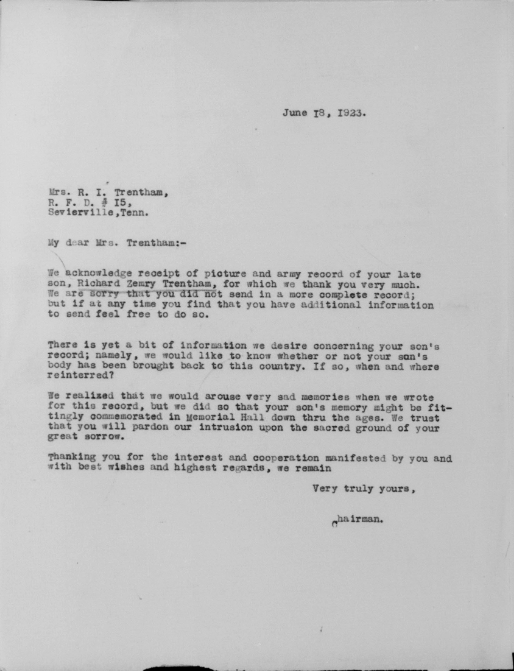 June 18, 1923.
Mrs. R. I. Trentham,
R. F. D. # 15,
Sevierville,Tenn.
My dear Mrs. Trentham:-
We acknowledge receipt of picture and army record of your late
son, Richard Zemry Trentham, for which we thank you very much.
We are sorry that you did not send in a more complete record;
but if at any time you find that you have additional information
to send feel free to do so.
There is yet a bit of information we desire concerning your son's
record; namely, we would like to know whether or not your son's
body has been brought back to this country. If so, when and where
reinterred?
We realized that we would arouse very sad memories when we wrote
for this record, but we did so that your son's memory might be fit-
tingly commemorated in Memorial Hall down thru the ages. We trust
that you will pardon our intrusion upon the sacred ground of your
great sorrow.
Thanking you for the interest and cooperation manifested by you and
with best wishes and highest regards, we remain
Very truly yours,
Chairman.